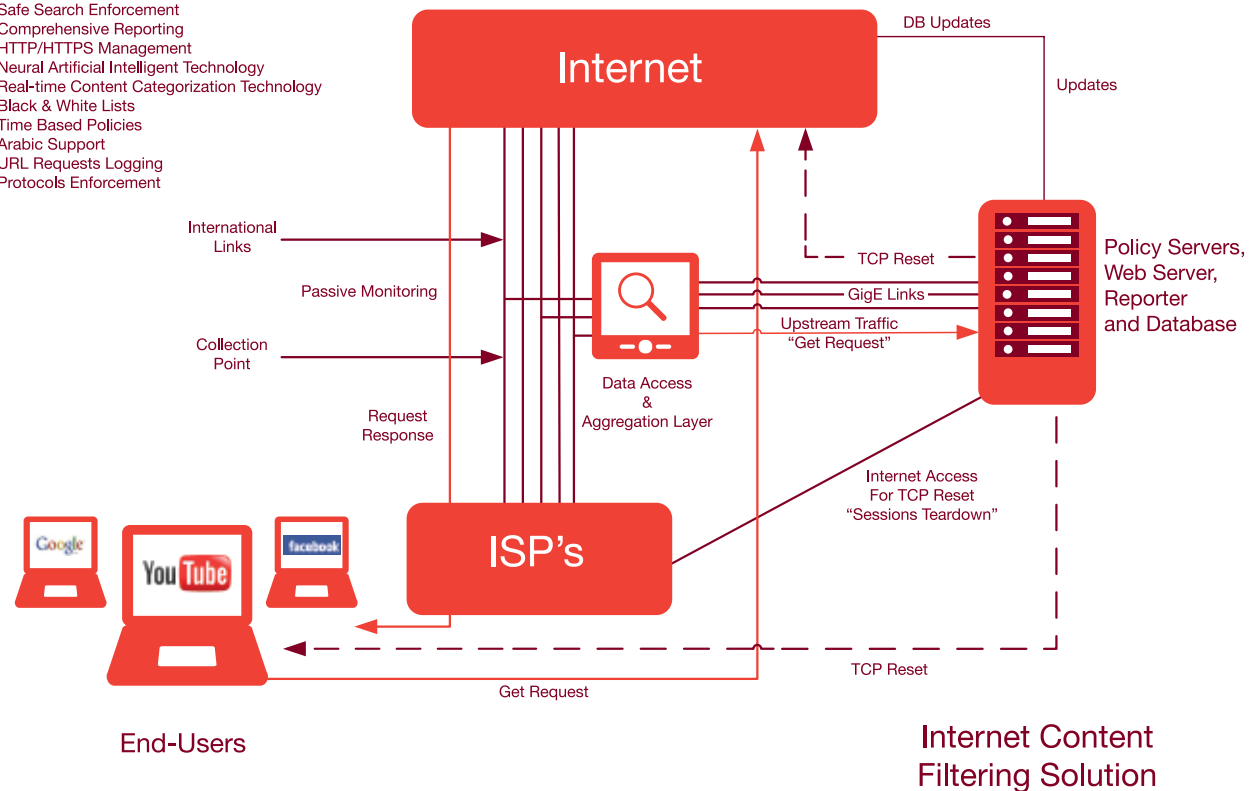 Safe Search Enforcement
Comprehensive Reporting
HTTP/HTTPS Management
Neural Artificial Intelligent Technology
Real-time Content Categorization Technology
Black & White Lists
Time Based Policies
Arabic Support
URL Requests Logging
Protocols Enforcement
Internet
DB Updates
Updates
International
Links
Passive Monitoring
Collection
Point
Request
Response
TCP Reset
GigE Links
Upstream Traffic
“Get Request”
Policy Servers,
Web Server,
Reporter
and Database
Data Access
&
Aggregation Layer
Internet Access
For TCP Reset
“Sessions Teardown”
ISP's
Google
You Tube
facebook
TCP Reset
Get Request
End-Users
Internet Content
Filtering Solution